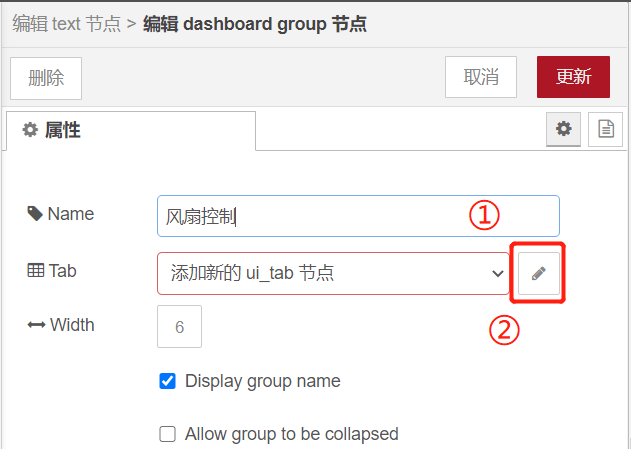 编辑 text 节点 > 编辑 dashboard group 节点
删除 取消 更新
属性
Name 风扇控制 ①
Tab 添加新的 ui_tab 节点
Width 6 ②
Display group name
Allow group to be collapsed